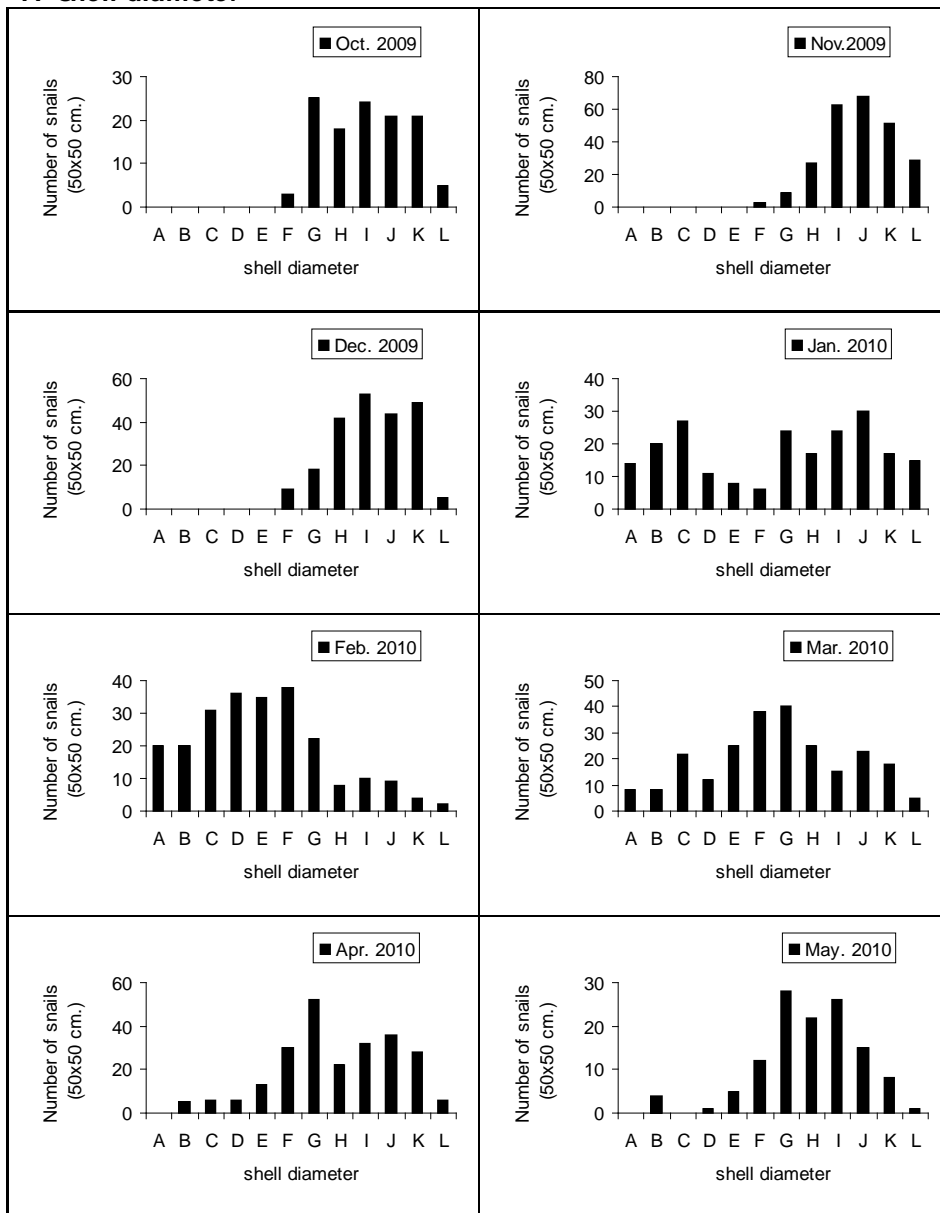 shell diameter
Oct. 2009
Number of snails
(50x50 cm.)
30
20
10
0
A B C D E F G H I J K L
shell diameter
Nov.2009
Number of snails
(50x50 cm.)
80
60
40
20
0
A B C D E F G H I J K L
shell diameter
Dec. 2009
Number of snails
(50x50 cm.)
60
40
20
0
A B C D E F G H I J K L
shell diameter
Jan. 2010
Number of snails
(50x50 cm.)
40
30
20
10
0
A B C D E F G H I J K L
shell diameter
Feb. 2010
Number of snails
(50x50 cm.)
40
30
20
10
0
A B C D E F G H I J K L
shell diameter
Mar. 2010
Number of snails
(50x50 cm.)
50
40
30
20
10
0
A B C D E F G H I J K L
shell diameter
Apr. 2010
Number of snails
(50x50 cm.)
60
40
20
0
A B C D E F G H I J K L
shell diameter
May. 2010
Number of snails
(50x50 cm.)
30
20
10
0
A B C D E F G H I J K L
shell diameter